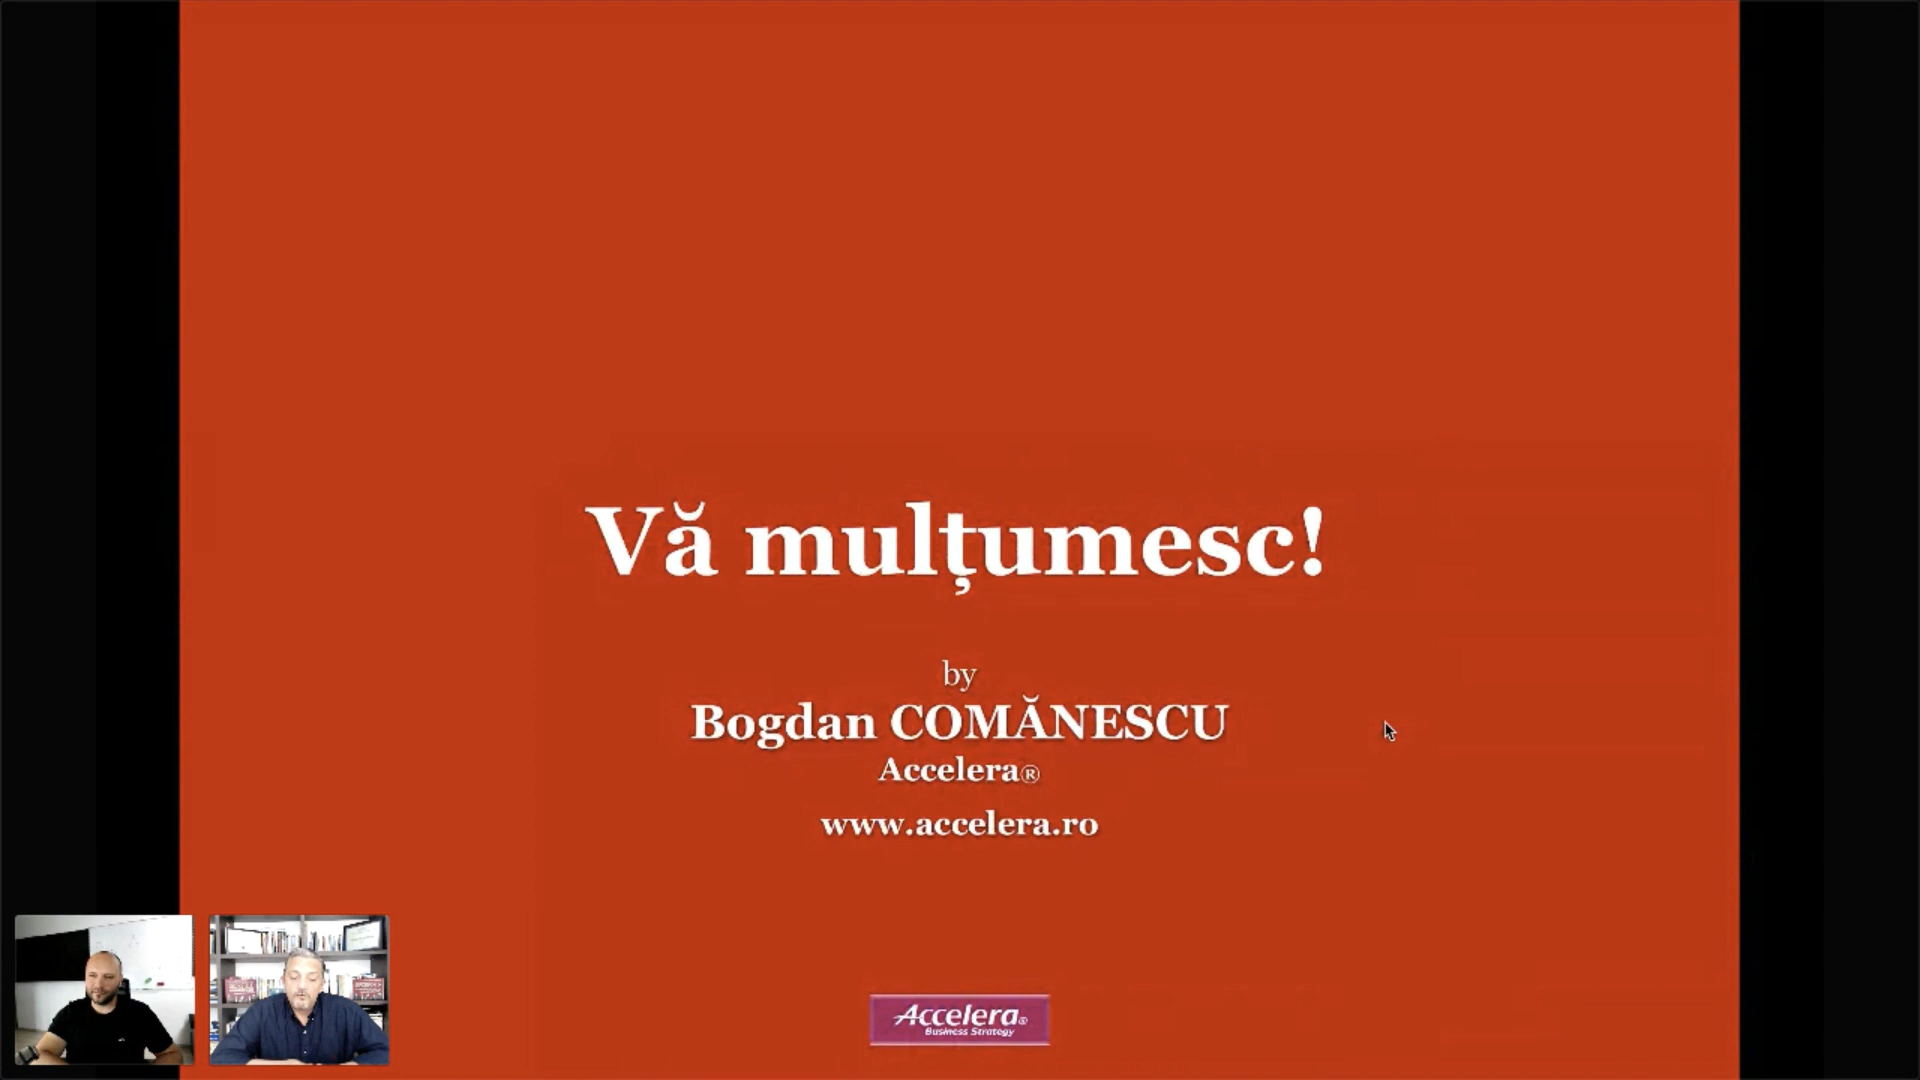 Vă mulțumesc!
by
Bogdan COMĂNESCU
Accelera®
www.accelera.ro
Accelera®
Business Strategy